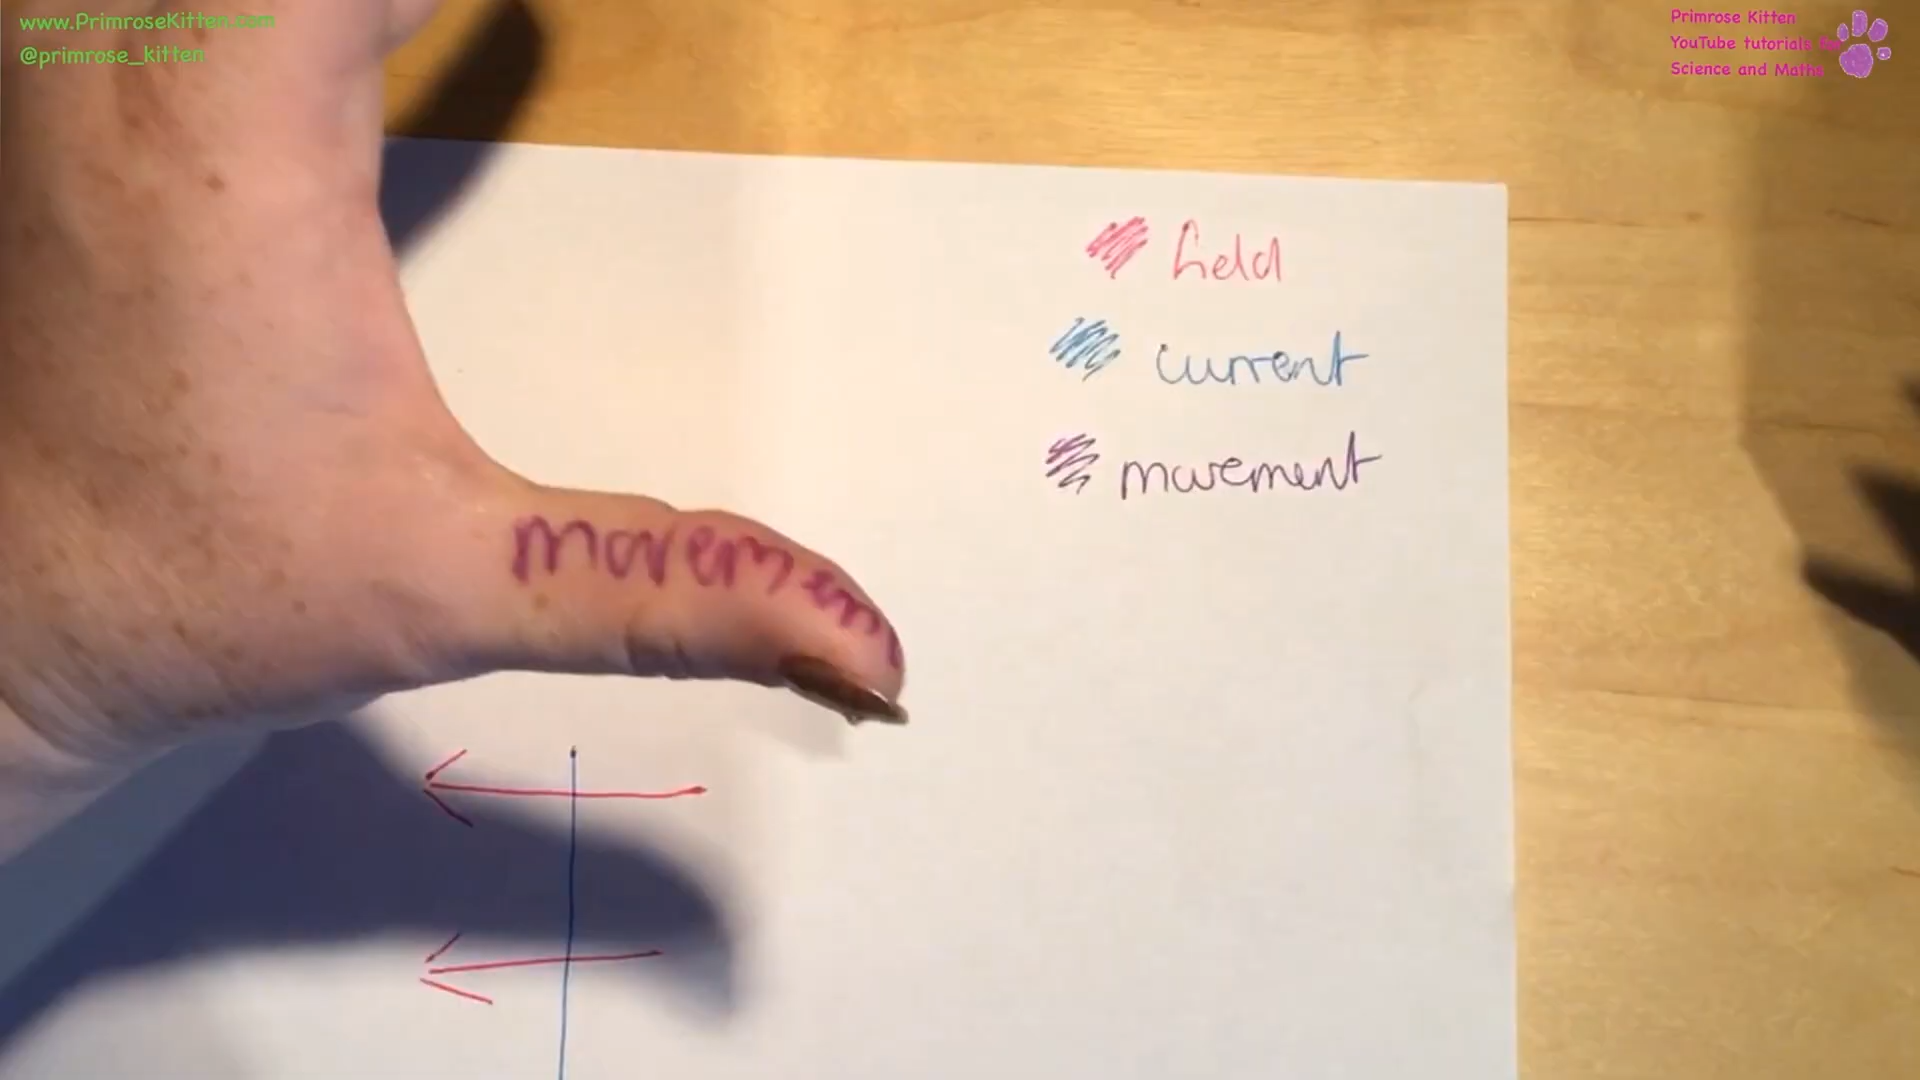 www.PrimroseKitten.com
@primrose_kitten
Primrose Kitten
YouTube tutorials for
Science and Maths
field
current
movement
movement